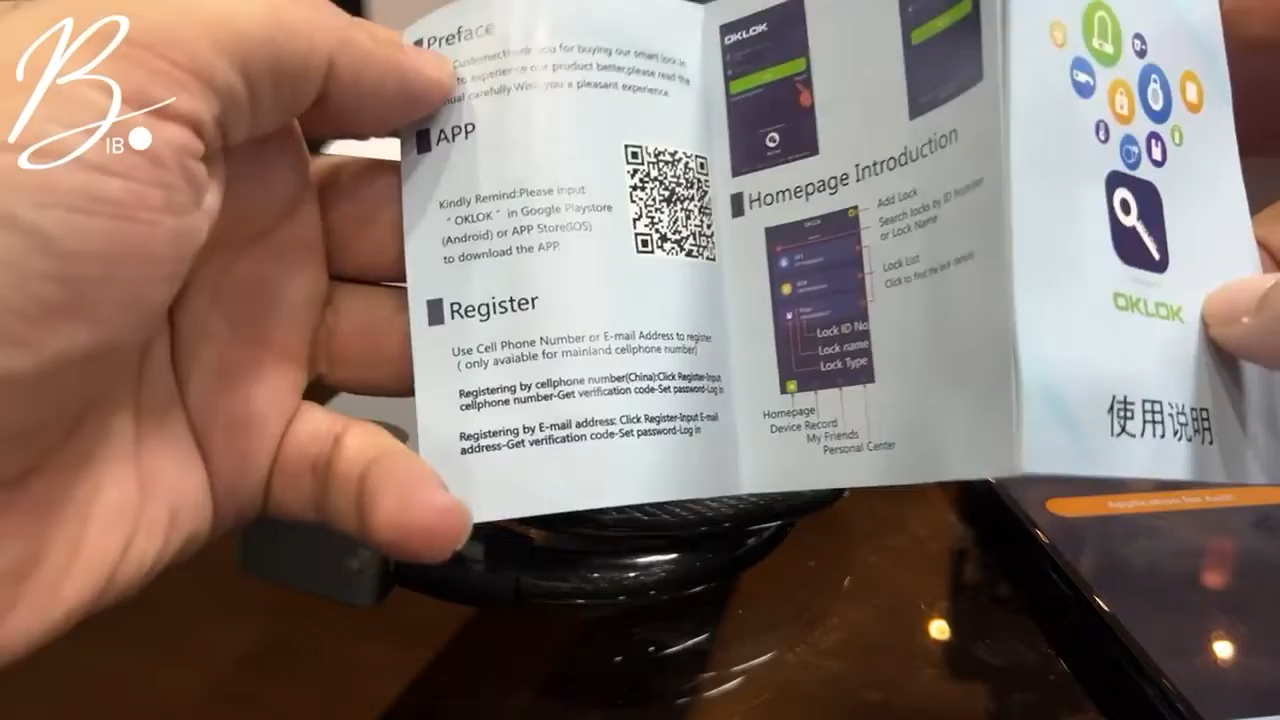 B
IB
Preface
Customer,thank you for buying our smart lock.In
to experience our product better,please read the
carefully.Wish you a pleasant experience.
APP
Kindly Remind:Please input
" OKLOK " in Google Playstore
(Android) or APP Store(IOS)
to download the APP.
Register
Use Cell Phone Number or E-mail Address to register
( only avaiable for mainland cellphone number)
Registering by cellphone number(China):Click Register-Input
cellphone number-Get verification code-Set password-Log in
Registering by E-mail address: Click Register-Input E-mail
address-Get verification code-Set password-Log in
OKLOK
Homepage Introduction
OKLOK
Add Lock
Search locks by ID Number
or Lock Name
Lock List
Click to find the lock details
Lock ID No
Lock name
Lock Type
Homepage
Device Record
My Friends
Personal Center
OKLOK
使用说明
Application for Auth